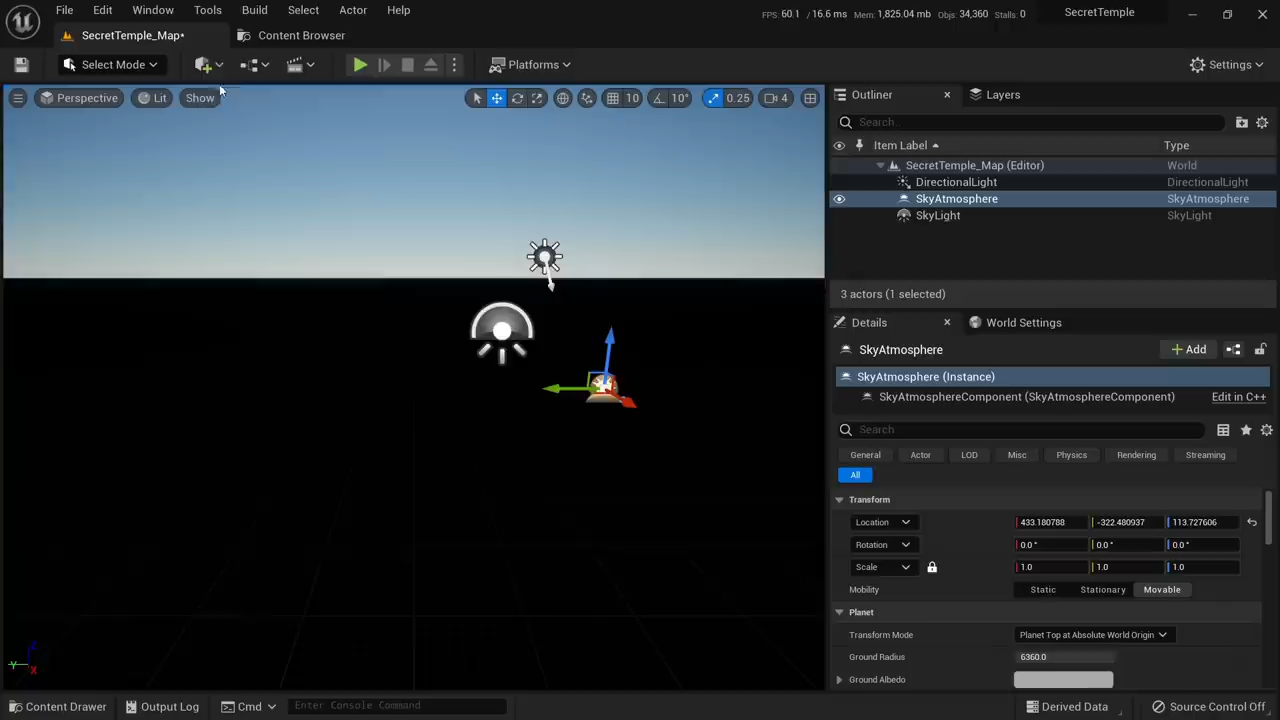 File Edit Window Tools Build Select Actor Help
FPS: 60.1 / 16.6 ms Mem: 1,825.04 mb Objs: 34,360 Stalls: 0 SecretTemple
SecretTemple_Map* Content Browser
Select Mode Platforms Settings
Perspective Lit Show 10 10° 0.25 4
Outliner Layers
Search...
Item Label Type
SecretTemple_Map (Editor) World
DirectionalLight DirectionalLight
SkyAtmosphere SkyAtmosphere
SkyLight SkyLight
3 actors (1 selected)
Details World Settings
SkyAtmosphere Add
SkyAtmosphere (Instance)
SkyAtmosphereComponent (SkyAtmosphereComponent) Edit in C++
Search
General Actor LOD Misc Physics Rendering Streaming
All
Transform
Location 433.180788 -322.480937 113.727606
Rotation 0.0 ° 0.0 ° 0.0 °
Scale 1.0 1.0 1.0
Mobility Static Stationary Movable
Planet
Transform Mode Planet Top at Absolute World Origin
Ground Radius 6360.0
Ground Albedo
Z
Y
X
Content Drawer Output Log Cmd Enter Console Command Derived Data Source Control Off